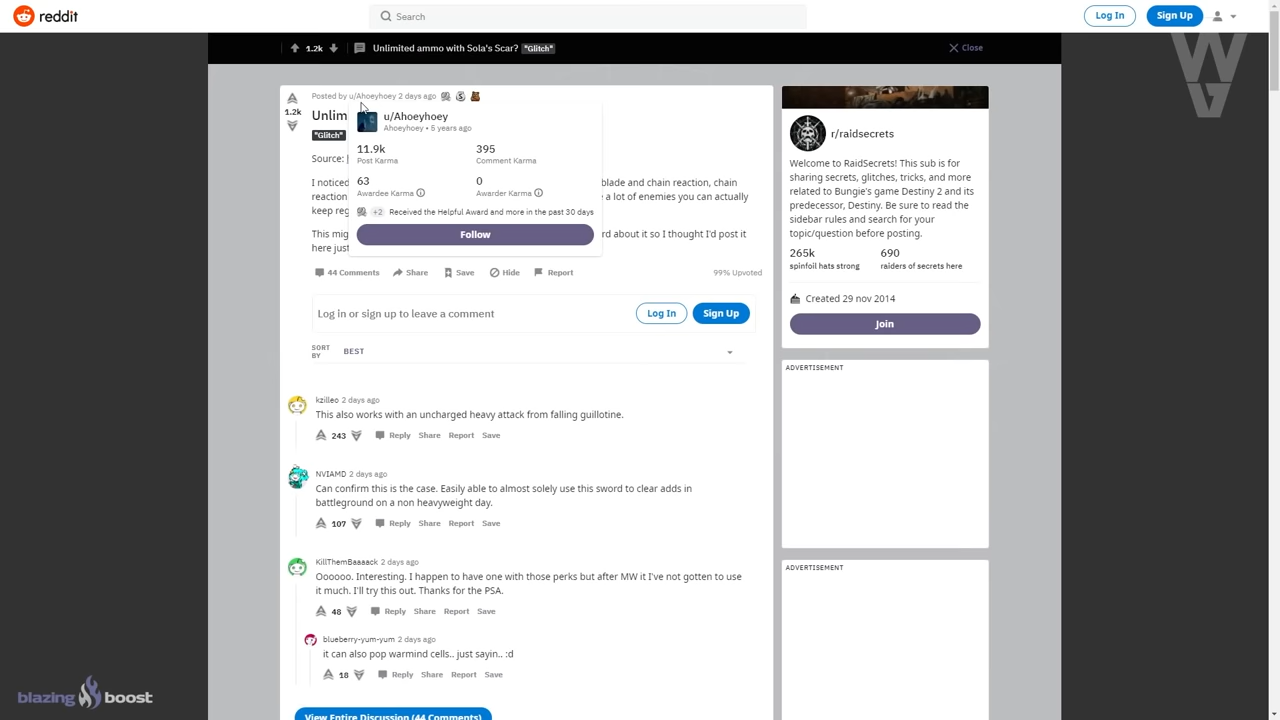 reddit
Search
Log In
Sign Up
1.2k
Unlimited ammo with Sola's Scar? "Glitch"
Close
Posted by u/Ahoeyhoey 2 days ago
1.2k
Unlim
"Glitch"
Source:
u/Ahoeyhoey
Ahoeyhoey • 5 years ago
11.9k
Post Karma
395
Comment Karma
63
Awardee Karma
0
Awarder Karma
+2 Received the Helpful Award and more in the past 30 days
Follow
I noticed
blade and chain reaction, chain
reaction
a lot of enemies you can actually
keep reg
This mig
rd about it so I thought I'd post it
here just
44 Comments Share Save Hide Report
99% Upvoted
Log in or sign up to leave a comment
Log In
Sign Up
SORT
BY
BEST
kzilleo 2 days ago
This also works with an uncharged heavy attack from falling guillotine.
243 Reply Share Report Save
NVIAMD 2 days ago
Can confirm this is the case. Easily able to almost solely use this sword to clear adds in
battleground on a non heavyweight day.
107 Reply Share Report Save
KillThemBaaaack 2 days ago
Ooooo. Interesting. I happen to have one with those perks but after MW it I've not gotten to use
it much. I'll try this out. Thanks for the PSA.
48 Reply Share Report Save
blueberry-yum-yum 2 days ago
it can also pop warmind cells.. just sayin.. :d
18 Reply Share Report Save
View Entire Discussion (44 Comments)
r/raidsecrets
Welcome to RaidSecrets! This sub is for
sharing secrets, glitches, tricks, and more
related to Bungie's game Destiny 2 and its
predecessor, Destiny. Be sure to read the
sidebar rules and search for your
topic/question before posting.
265k
spinfoil hats strong
690
raiders of secrets here
Created 29 nov 2014
Join
ADVERTISEMENT
ADVERTISEMENT
blazing boost